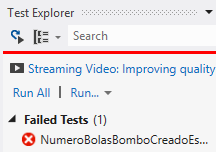 Test Explorer
Search
Streaming Video: Improving quality
Run All | Run...
Failed Tests (1)
NumeroBolasBomboCreadoEs...